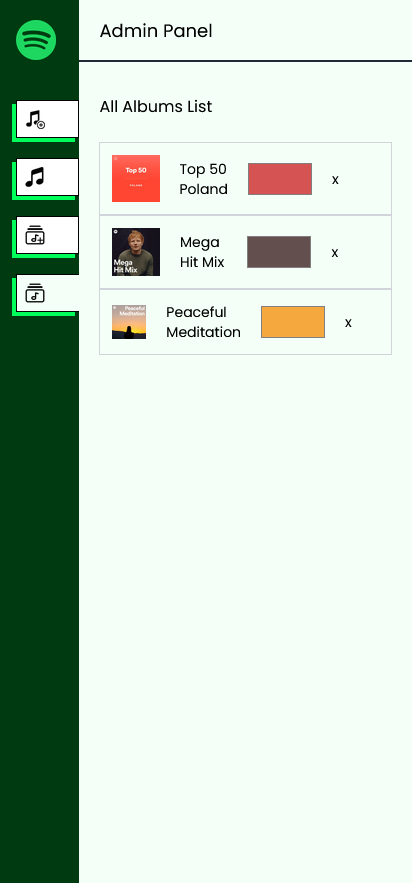 Admin Panel
All Albums List
Top 50
POLAND
Top 50
Poland
x
Mega
Hit Mix
Mega
Hit Mix
x
Peaceful
Meditation
Peaceful
Meditation
x